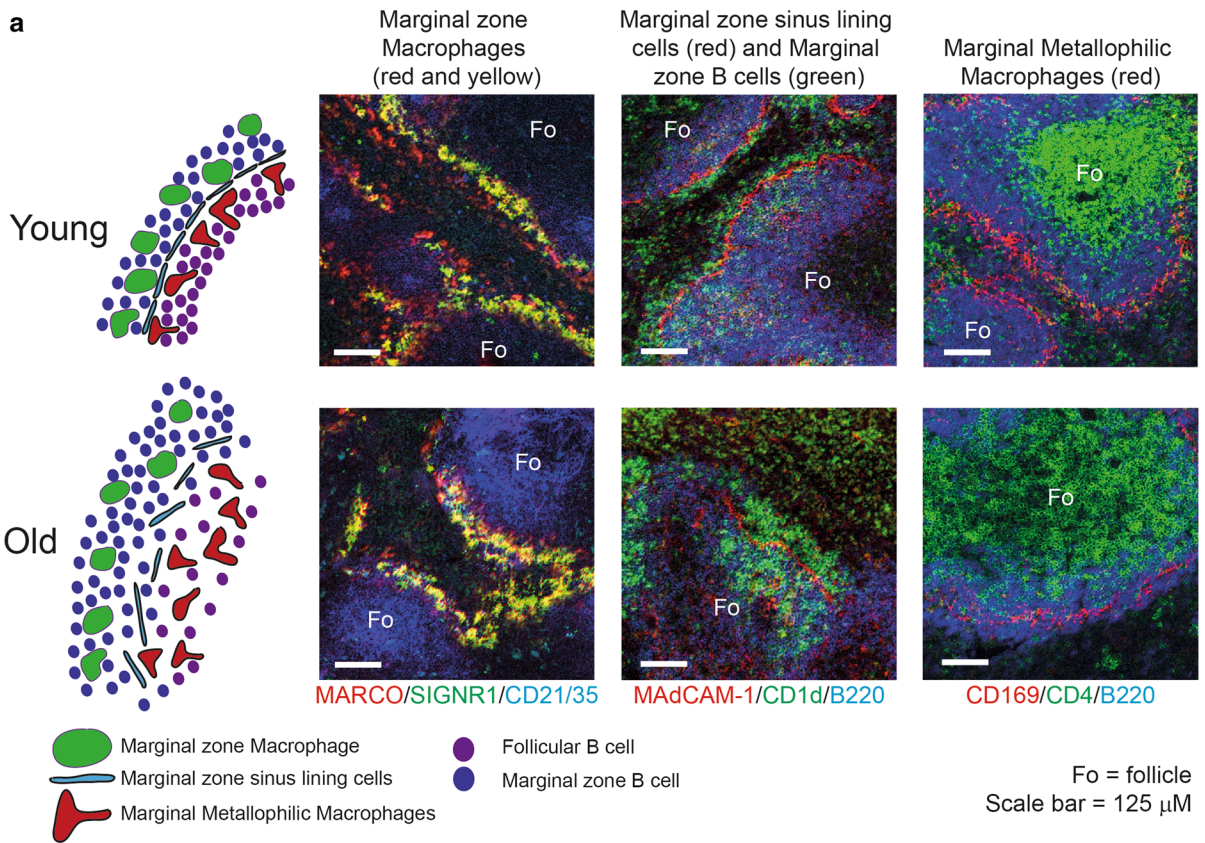 a
Marginal zone
Macrophages
(red and yellow)
Marginal zone sinus lining
cells (red) and Marginal
zone B cells (green)
Marginal Metallophilic
Macrophages (red)
Young
Fo
Fo
Fo
Fo
Fo
Fo
Old
Fo
Fo
Fo
Fo
MARCO/SIGNR1/CD21/35
MAdCAM-1/CD1d/B220
CD169/CD4/B220
Marginal zone Macrophage
Marginal zone sinus lining cells
Marginal Metallophilic Macrophages
Follicular B cell
Marginal zone B cell
Fo = follicle
Scale bar = 125 μM